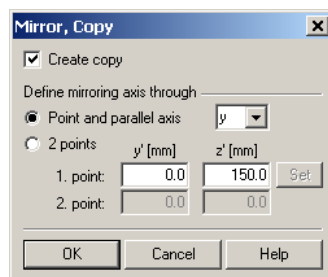 Mirror, Copy
Create copy
Define mirroring axis through
Point and parallel axis y
2 points y' [mm] z' [mm]
1. point: 0.0 150.0 Set
2. point: 0.0 0.0
OK Cancel Help